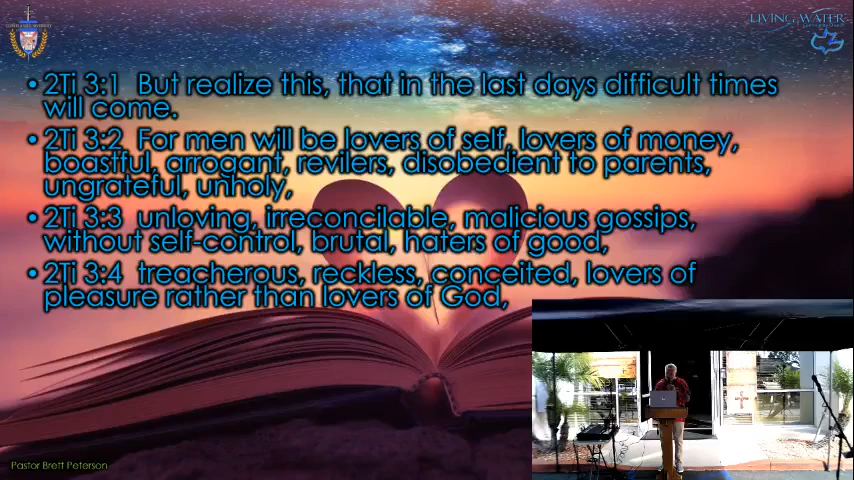 LIVING WATER
• 2Ti 3:1 But realize this, that in the last days difficult times
will come.
• 2Ti 3:2 For men will be lovers of self, lovers of money,
boastful, arrogant, revilers, disobedient to parents,
ungrateful, unholy,
• 2Ti 3:3 unloving, irreconcilable, malicious gossips,
without self-control, brutal, haters of good,
• 2Ti 3:4 treacherous, reckless, conceited, lovers of
pleasure rather than lovers of God,
Pastor Brett Peterson